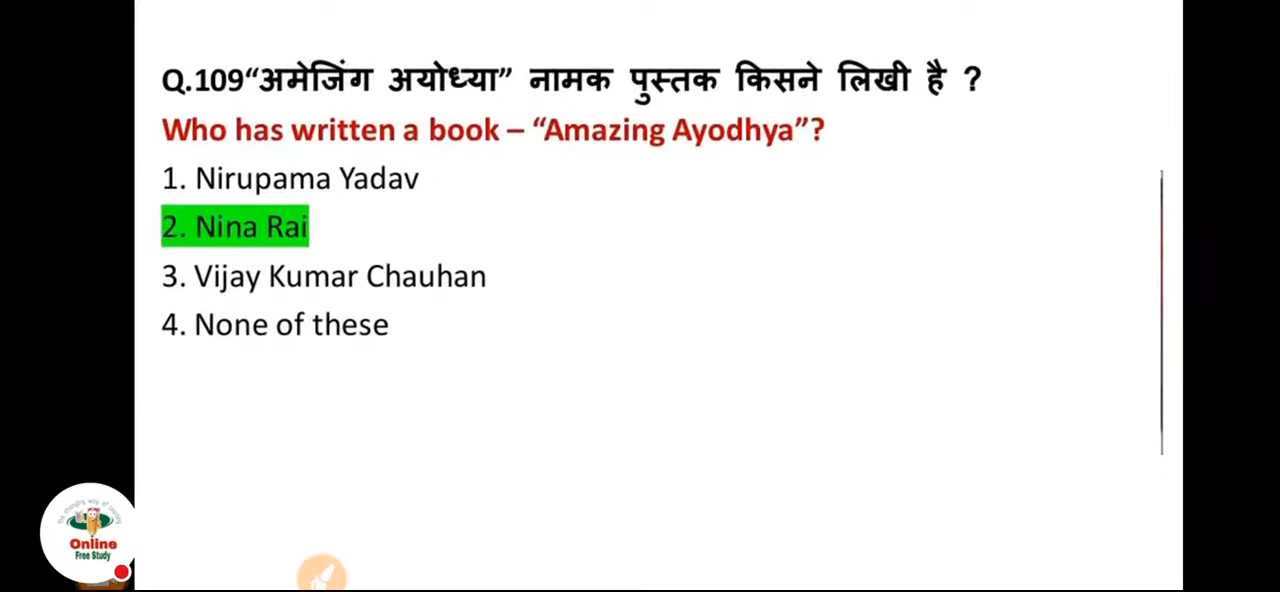 Q.109“अमेजिंग अयोध्या” नामक पुस्तक किसने लिखी है ?
Who has written a book – “Amazing Ayodhya”?
1. Nirupama Yadav
2. Nina Rai
3. Vijay Kumar Chauhan
4. None of these
Online
Free Study